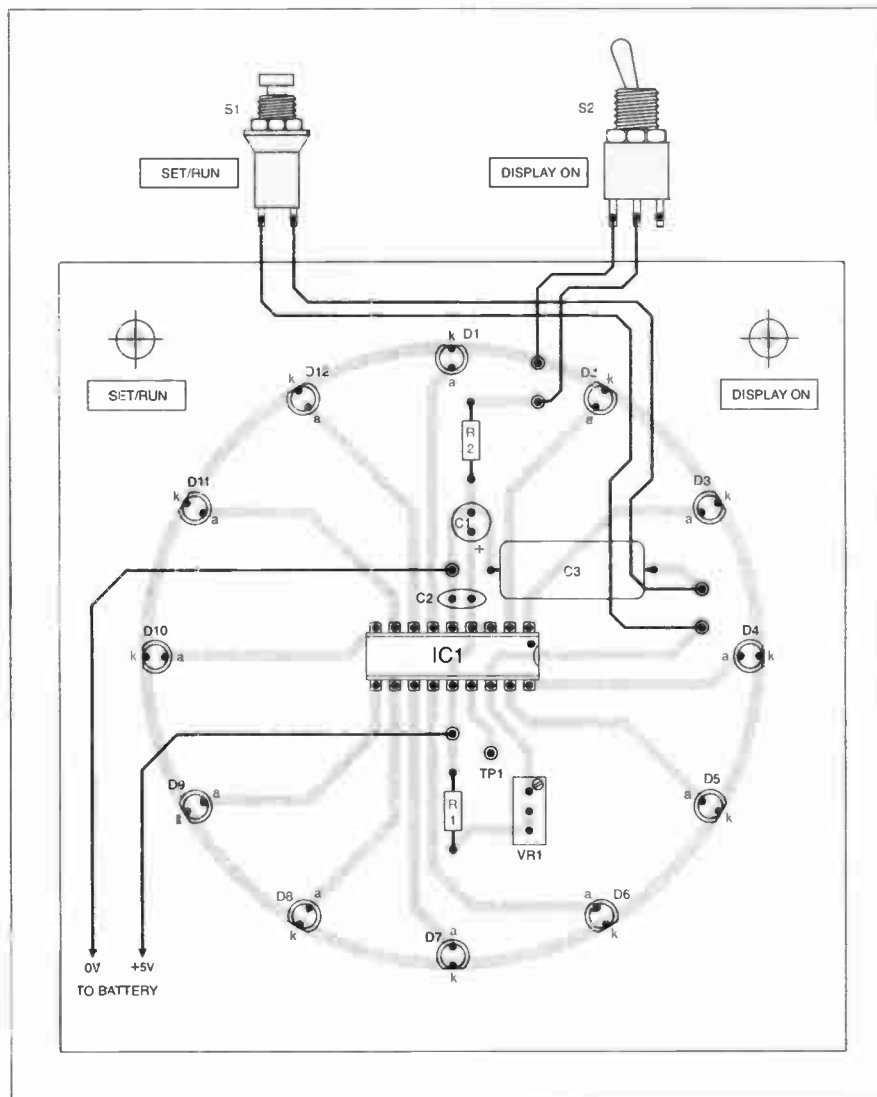 S1
S2
SET/RUN
DISPLAY ON
k D1
a
k D12
a
D2 k
a
SET/RUN
DISPLAY ON
R
2
D11
k
a
D3
k
a
C1
+
C3
C2
D10
k a
IC1
D4
a k
TP1
D9
a
k
R
1
VR1
D5
a
k
D8 a
k
D7 a
k
a D6
k
0V +5V
TO BATTERY